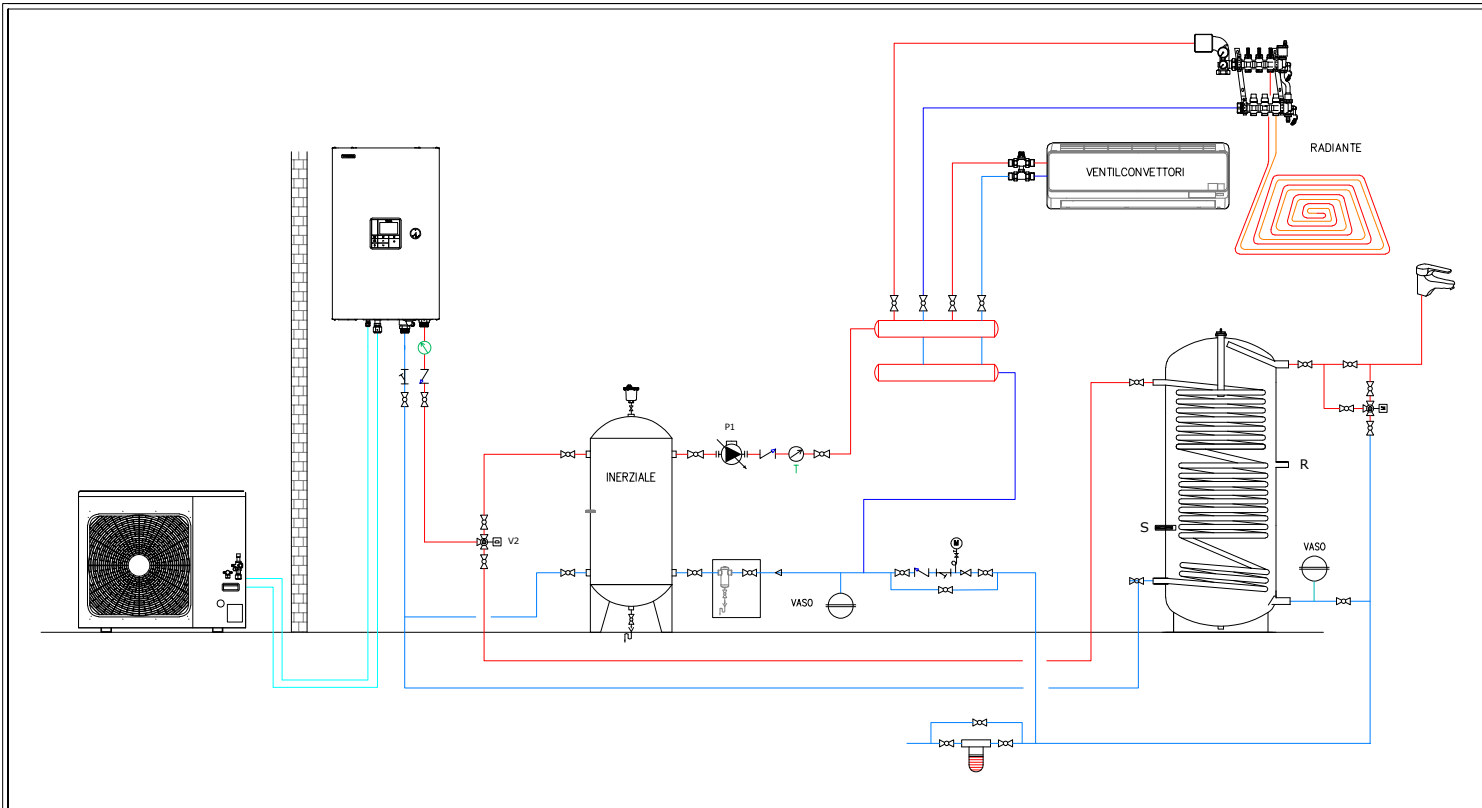 RADIANTE
VENTILCONVETTORI
P1
T
INERZIALE
R
S
V2
M
VASO
VASO
M